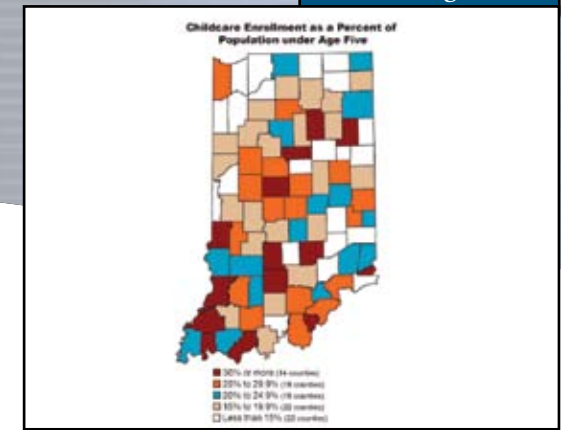 Childcare Enrollment as a Percent of
Population under Age Five
30% or more (14 counties)
25% to 29.9% (18 counties)
20% to 24.9% (18 counties)
15% to 19.9% (22 counties)
Less than 15% (22 counties)